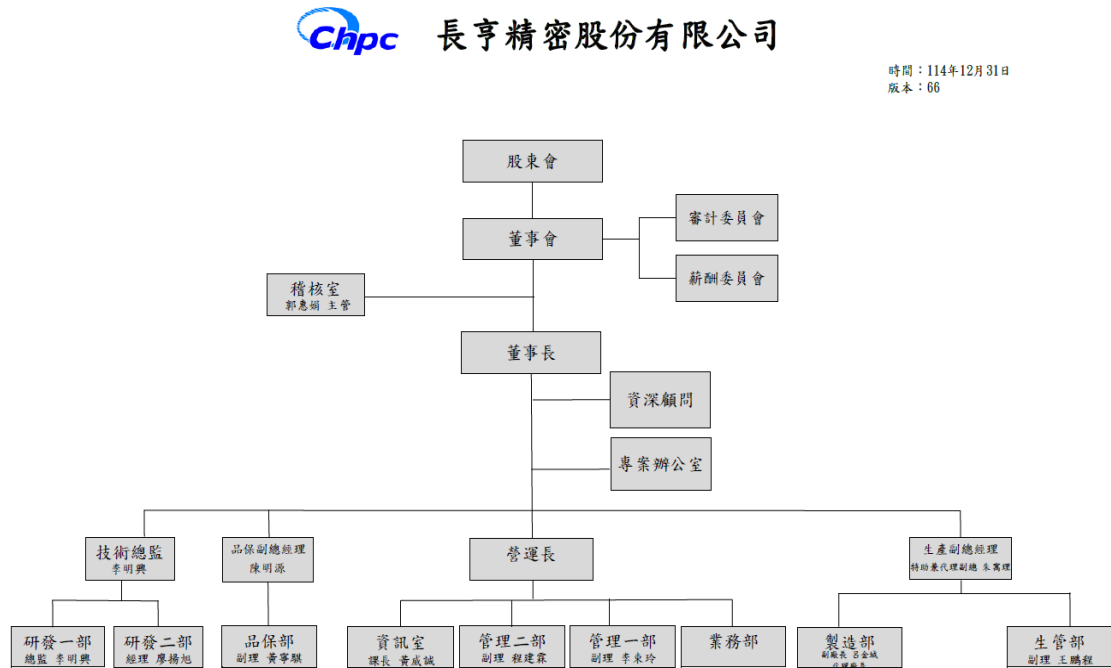 Chpc 長亨精密股份有限公司
時間：114年12月31日
版本：66
股東會
董事會
審計委員會
薪酬委員會
稽核室
郭惠娟 主管
董事長
資深顧問
專案辦公室
技術總監
李明興
品保副總經理
陳明源
營運長
生產副總經理
特助兼代理副總 朱寓理
研發一部
總監 李明興
研發二部
經理 廖揚旭
品保部
副理 黃寧騏
資訊室
課長 黃威誠
管理二部
副理 程建霖
管理一部
副理 李東玲
業務部
製造部
副廠長 呂金城
代理廠長
生管部
副理 王鵬程